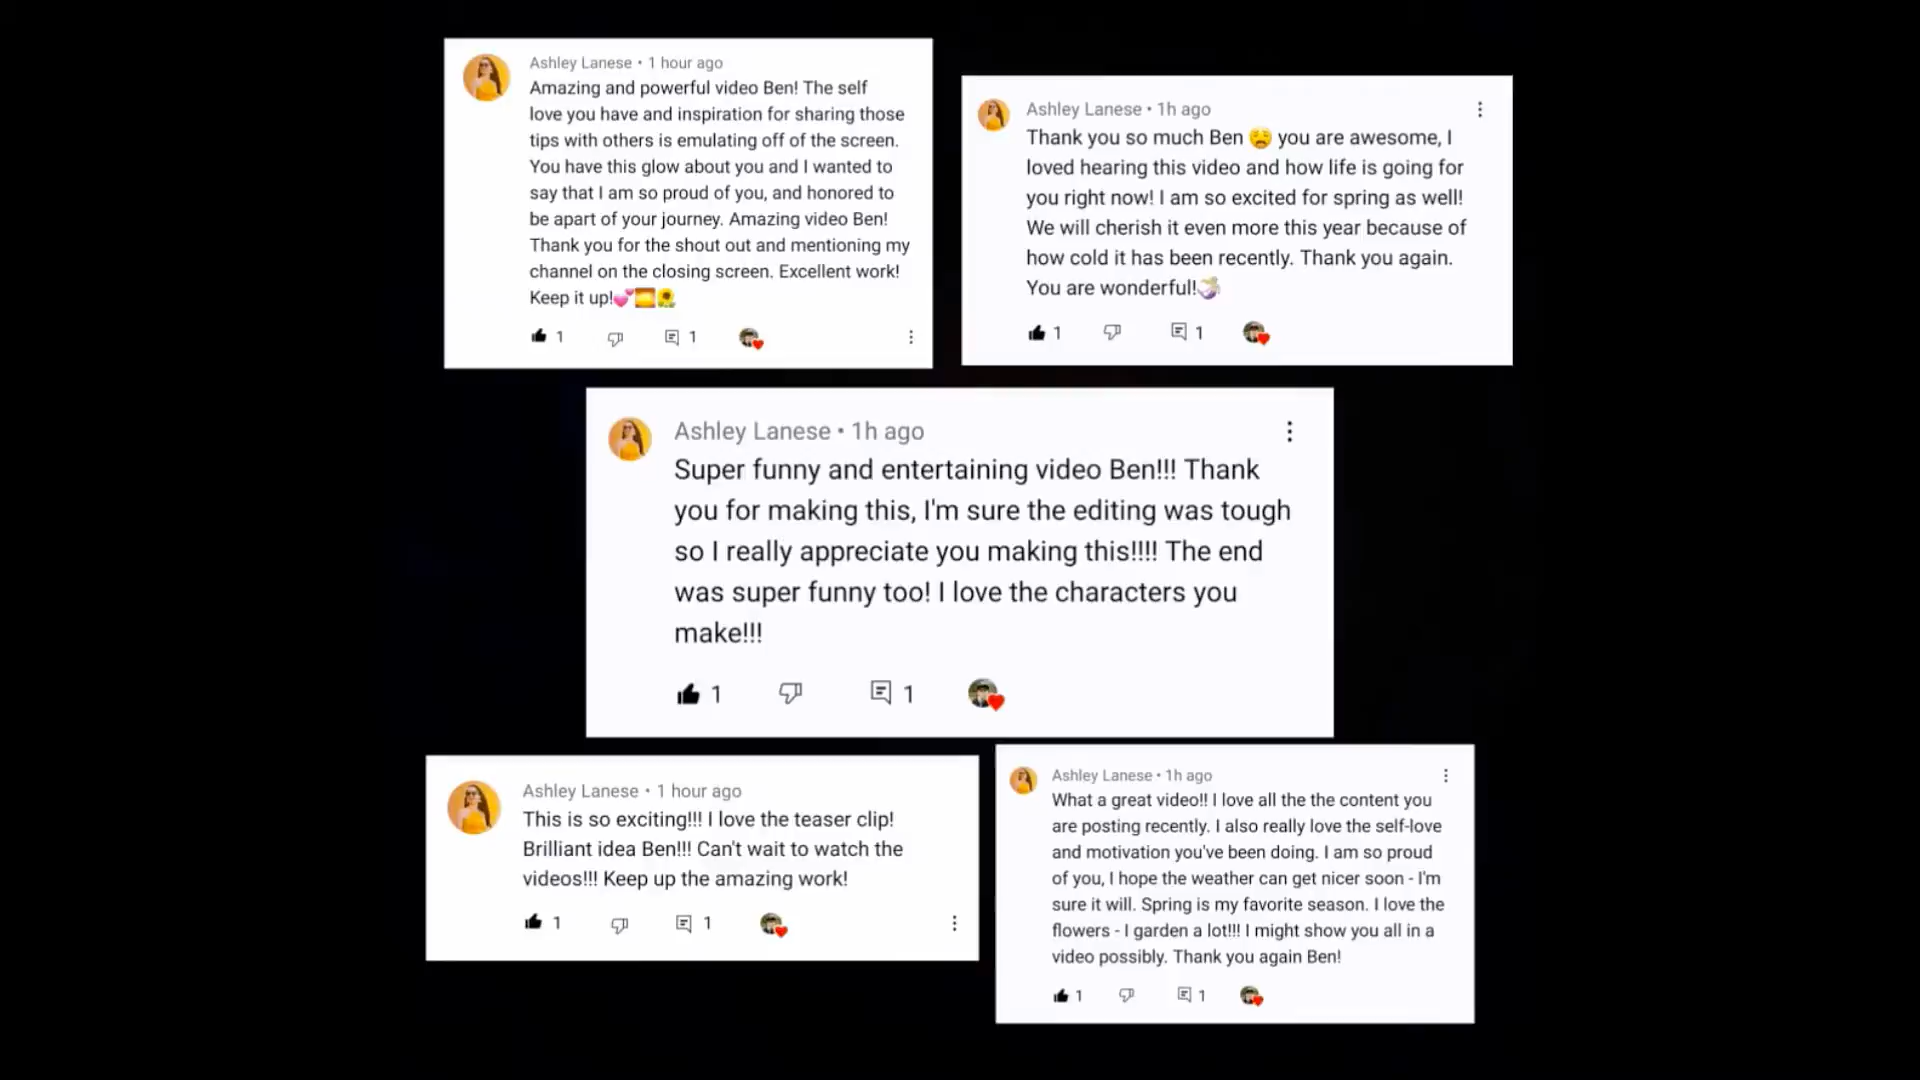 Ashley Lanese • 1 hour ago
Amazing and powerful video Ben! The self
love you have and inspiration for sharing those
tips with others is emulating off of the screen.
You have this glow about you and I wanted to
say that I am so proud of you, and honored to
be apart of your journey. Amazing video Ben!
Thank you for the shout out and mentioning my
channel on the closing screen. Excellent work!
Keep it up!💕🌅🌻
1 1
Ashley Lanese • 1h ago
Thank you so much Ben 😩 you are awesome, I
loved hearing this video and how life is going for
you right now! I am so excited for spring as well!
We will cherish it even more this year because of
how cold it has been recently. Thank you again.
You are wonderful!
1 1
Ashley Lanese • 1h ago
Super funny and entertaining video Ben!!! Thank
you for making this, I'm sure the editing was tough
so I really appreciate you making this!!!! The end
was super funny too! I love the characters you
make!!!
1 1
Ashley Lanese • 1 hour ago
This is so exciting!!! I love the teaser clip!
Brilliant idea Ben!!! Can't wait to watch the
videos!!! Keep up the amazing work!
1 1
Ashley Lanese • 1h ago
What a great video!! I love all the the content you
are posting recently. I also really love the self-love
and motivation you've been doing. I am so proud
of you, I hope the weather can get nicer soon - I'm
sure it will. Spring is my favorite season. I love the
flowers - I garden a lot!!! I might show you all in a
video possibly. Thank you again Ben!
1 1